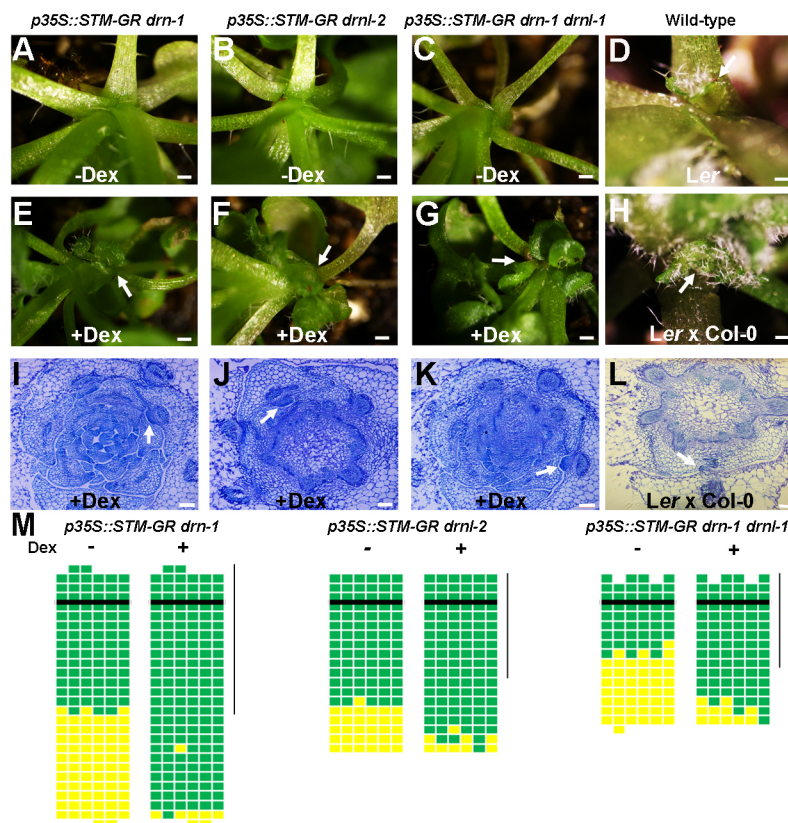 p35S::STM-GR drn-1 p35S::STM-GR drnl-2 p35S::STM-GR drn-1 drnl-1 Wild-type
A B C D
-Dex -Dex -Dex Ler
E F G H
+Dex +Dex +Dex Ler x Col-0
I J K L
+Dex +Dex +Dex Ler x Col-0
M p35S::STM-GR drn-1 p35S::STM-GR drnl-2 p35S::STM-GR drn-1 drnl-1
Dex - + - + - +